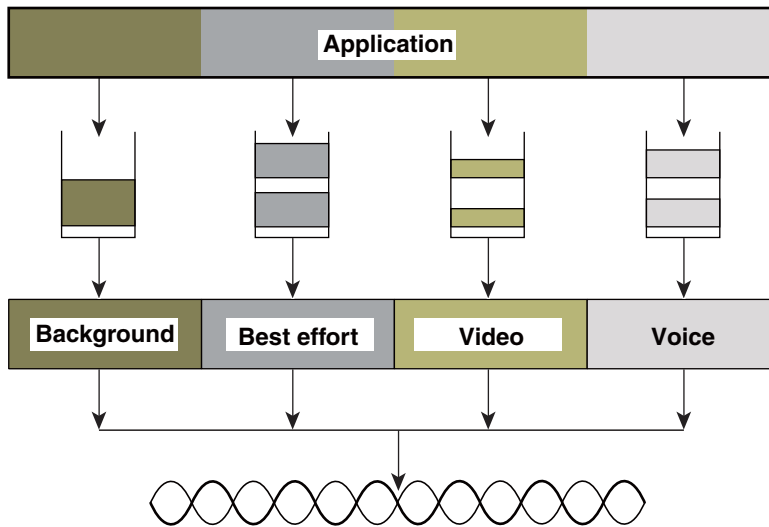 Application
Background
Best effort
Video
Voice